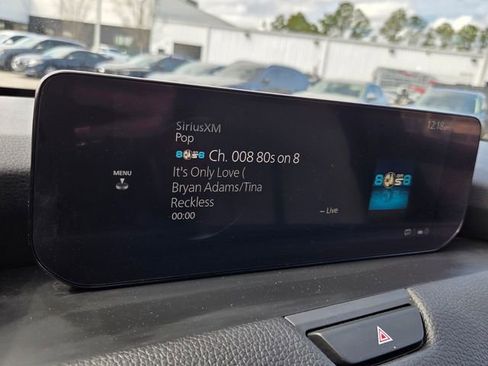 SiriusXM
12:18
Pop
MENU
Ch. 008 80s on 8
It's Only Love (
Bryan Adams/Tina
Reckless
00:00
Live